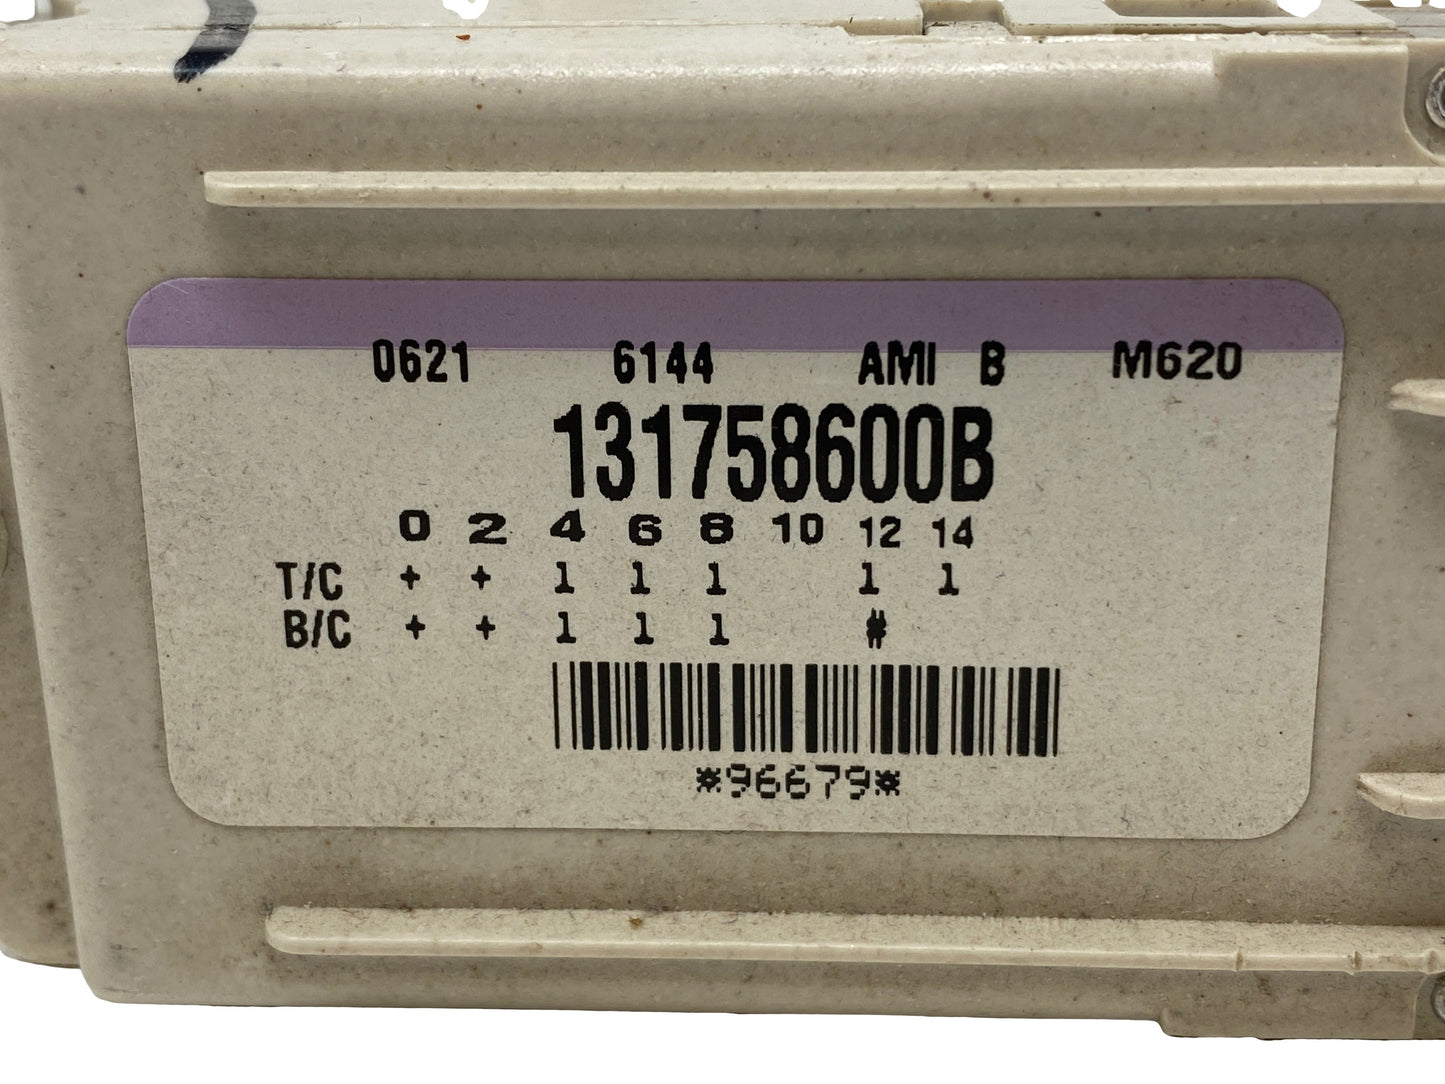 0621 6144 AMI B M620
131758600B
0 2 4 6 8 10 12 14
T/C + + 1 1 1 1 1
B/C + + 1 1 1 #
*96679*